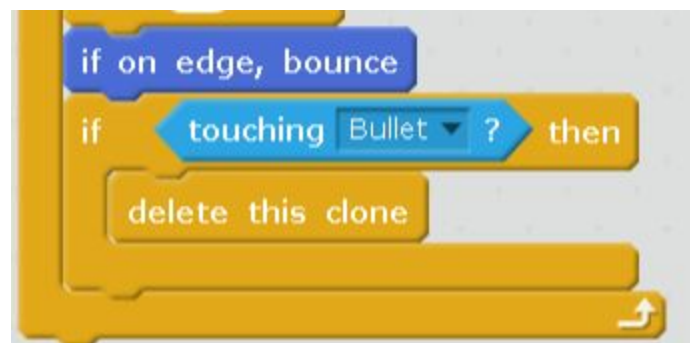 if on edge, bounce
if touching Bullet ? then
delete this clone